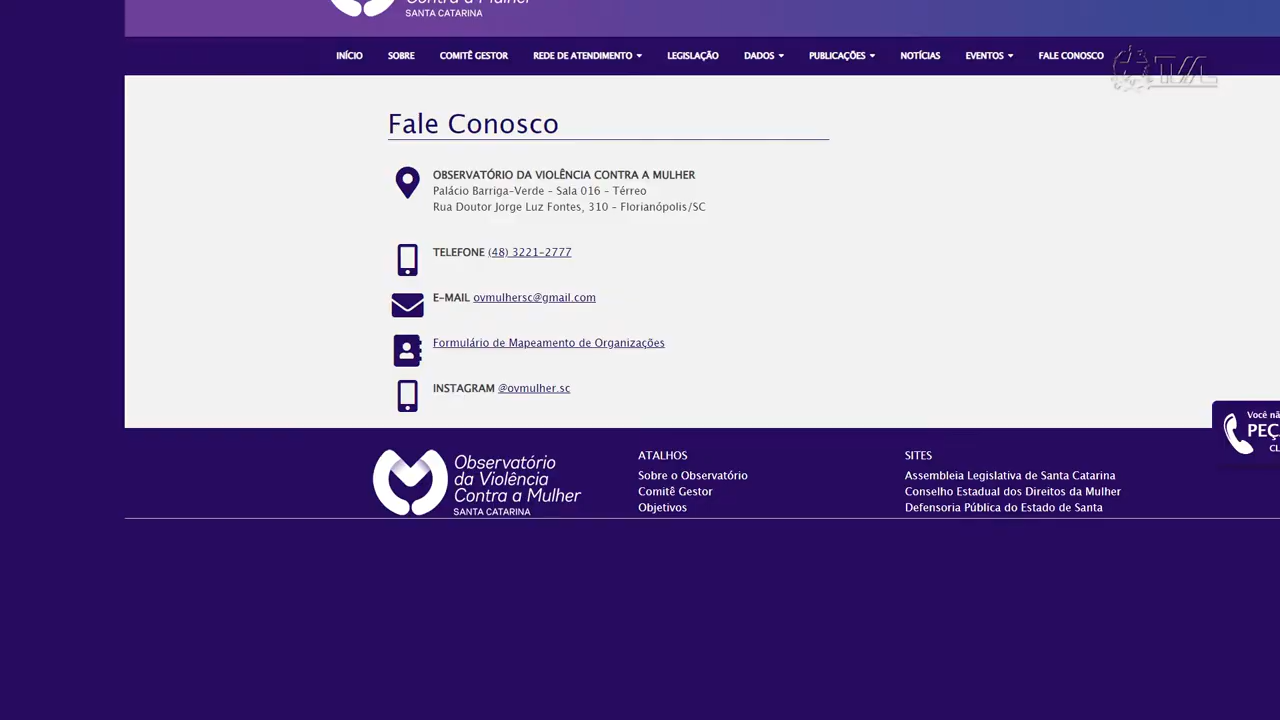 SANTA CATARINA
INÍCIO SOBRE COMITÊ GESTOR REDE DE ATENDIMENTO LEGISLAÇÃO DADOS PUBLICAÇÕES NOTÍCIAS EVENTOS FALE CONOSCO
TVAL
Fale Conosco
OBSERVATÓRIO DA VIOLÊNCIA CONTRA A MULHER
Palácio Barriga-Verde - Sala 016 - Térreo
Rua Doutor Jorge Luz Fontes, 310 - Florianópolis/SC
TELEFONE (48) 3221-2777
E-MAIL ovmulhersc@gmail.com
Formulário de Mapeamento de Organizações
INSTAGRAM @ovmulher.sc
Você nã
PEÇ
CL
Observatório
da Violência
Contra a Mulher
SANTA CATARINA
ATALHOS
Sobre o Observatório
Comitê Gestor
Objetivos
SITES
Assembleia Legislativa de Santa Catarina
Conselho Estadual dos Direitos da Mulher
Defensoria Pública do Estado de Santa